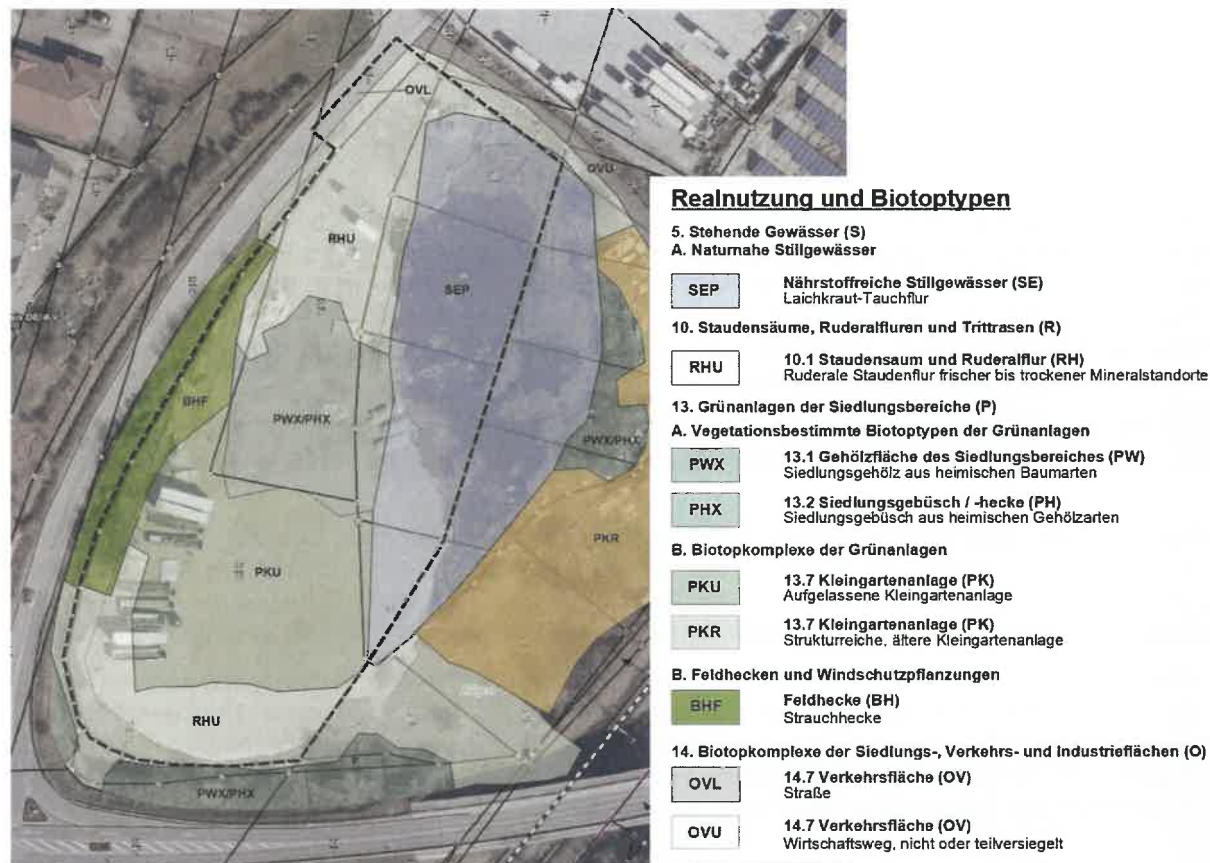 OVL
OVU
RHU
SEP
BHF
PWX/PHX
PWX/PHX
PKR
PKU
RHU
PWX/PHX
Realnutzung und Biotoptypen
5. Stehende Gewässer (S)
A. Naturnahe Stillgewässer
SEP
Nährstoffreiche Stillgewässer (SE)
Laichkraut-Tauchflur
10. Staudensäume, Ruderalfluren und Trittrasen (R)
RHU
10.1 Staudensaum und Ruderalflur (RH)
Ruderale Staudenflur frischer bis trockener Mineralstandorte
13. Grünanlagen der Siedlungsbereiche (P)
A. Vegetationsbestimmte Biotoptypen der Grünanlagen
PWX
13.1 Gehölzfläche des Siedlungsbereiches (PW)
Siedlungsgehölz aus heimischen Baumarten
PHX
13.2 Siedlungsgebüsch / -hecke (PH)
Siedlungsgebüsch aus heimischen Gehölzarten
B. Biotopkomplexe der Grünanlagen
PKU
13.7 Kleingartenanlage (PK)
Aufgelassene Kleingartenanlage
PKR
13.7 Kleingartenanlage (PK)
Strukturreiche, ältere Kleingartenanlage
B. Feldhecken und Windschutzpflanzungen
BHF
Feldhecke (BH)
Strauchhecke
14. Biotopkomplexe der Siedlungs-, Verkehrs- und Industrieflächen (O)
OVL
14.7 Verkehrsfläche (OV)
Straße
OVU
14.7 Verkehrsfläche (OV)
Wirtschaftsweg, nicht oder teilversiegelt